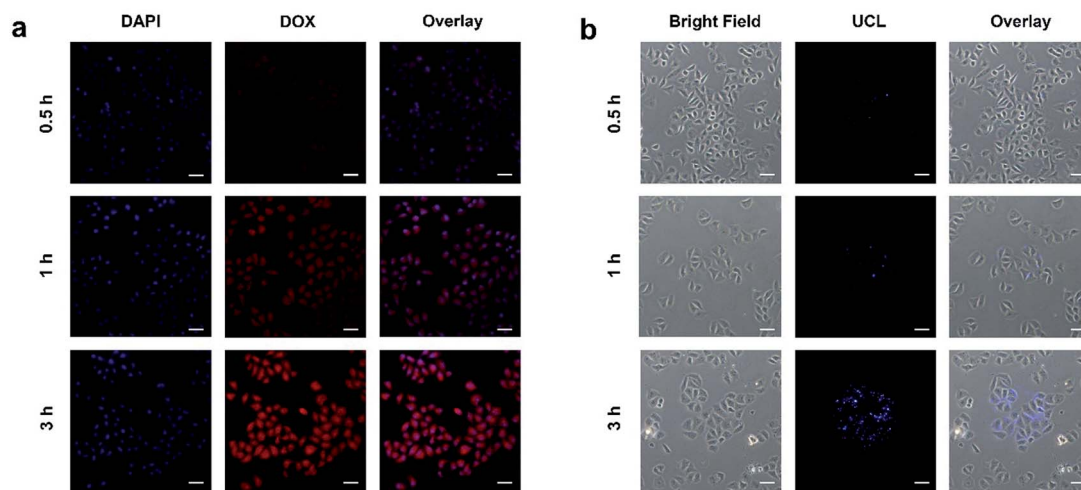 a
DAPI DOX Overlay
0.5 h
1 h
3 h
b
Bright Field UCL Overlay
0.5 h
1 h
3 h